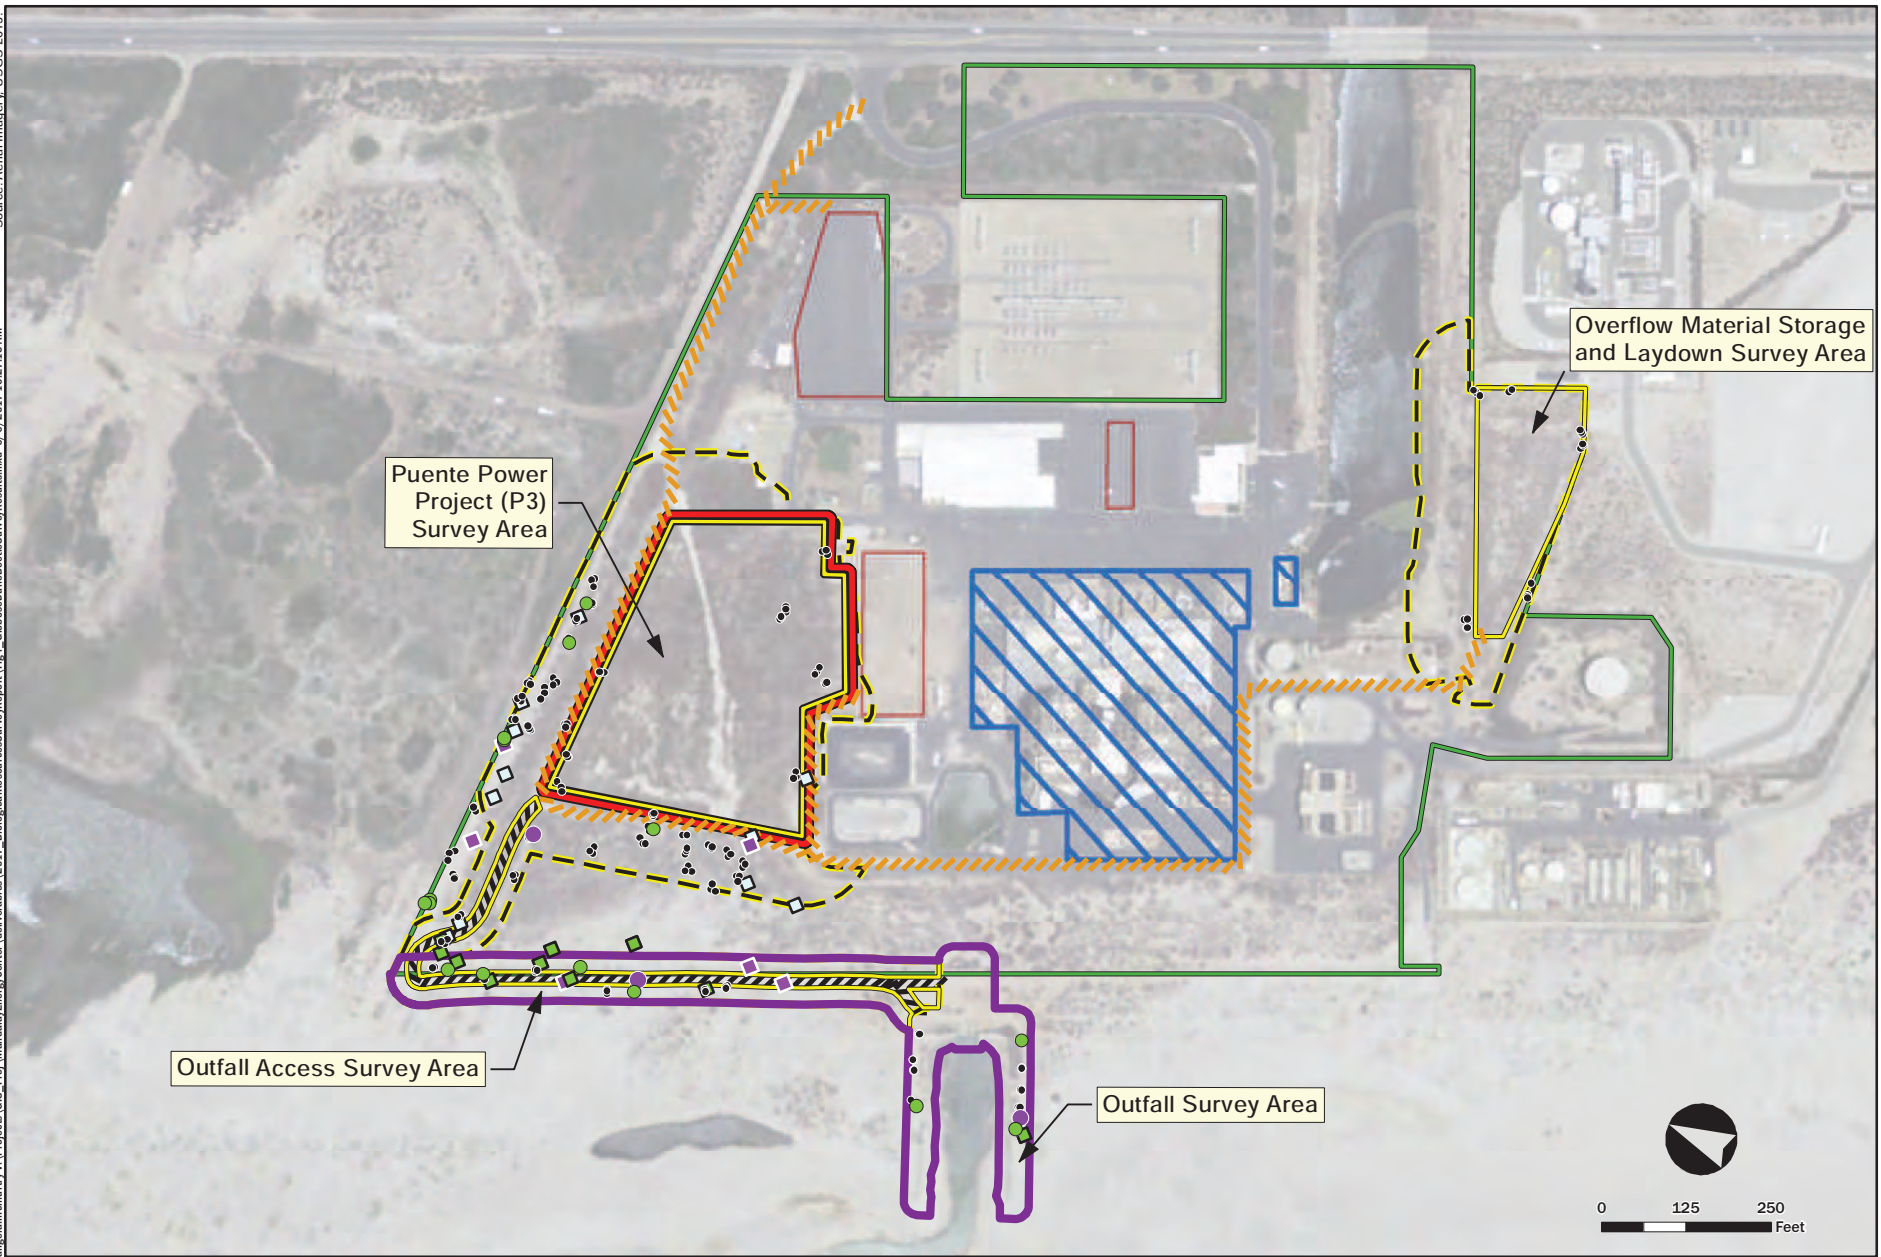 Overflow Material Storage
and Laydown Survey Area
Puente Power
Project (P3)
Survey Area
Outfall Access Survey Area
Outfall Survey Area
0 125 250
Feet